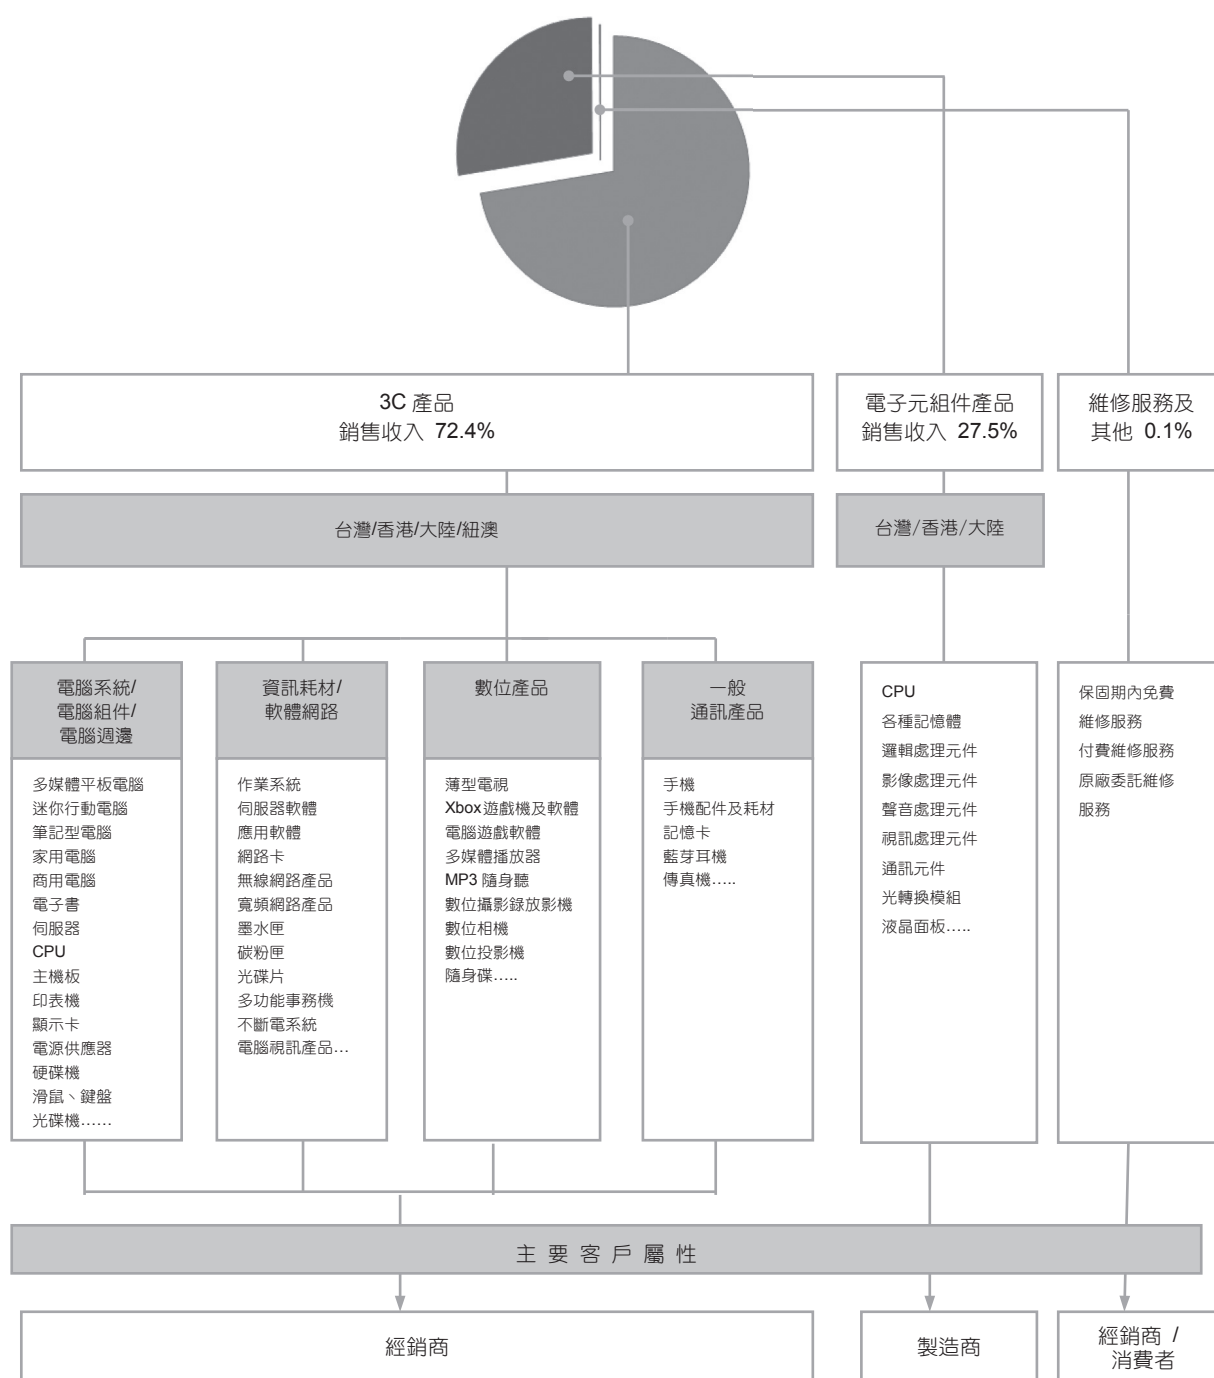 3C 產品
銷售收入 72.4%
電子元組件產品
銷售收入 27.5%
維修服務及
其他 0.1%
台灣/香港/大陸/紐澳
台灣/香港/大陸
電腦系統/
電腦組件/
電腦週邊
多媒體平板電腦
迷你行動電腦
筆記型電腦
家用電腦
商用電腦
電子書
伺服器
CPU
主機板
印表機
顯示卡
電源供應器
硬碟機
滑鼠、鍵盤
光碟機......
資訊耗材/
軟體網路
作業系統
伺服器軟體
應用軟體
網路卡
無線網路產品
寬頻網路產品
墨水匣
碳粉匣
光碟片
多功能事務機
不斷電系統
電腦視訊產品...
數位產品
薄型電視
Xbox 遊戲機及軟體
電腦遊戲軟體
多媒體播放器
MP3 隨身聽
數位攝影錄放影機
數位相機
數位投影機
隨身碟.....
一般
通訊產品
手機
手機配件及耗材
記憶卡
藍芽耳機
傳真機.....
CPU
各種記憶體
邏輯處理元件
影像處理元件
聲音處理元件
視訊處理元件
通訊元件
光轉換模組
液晶面板.....
保固期內免費
維修服務
付費維修服務
原廠委託維修
服務
主要客戶屬性
經銷商
製造商
經銷商 /
消費者